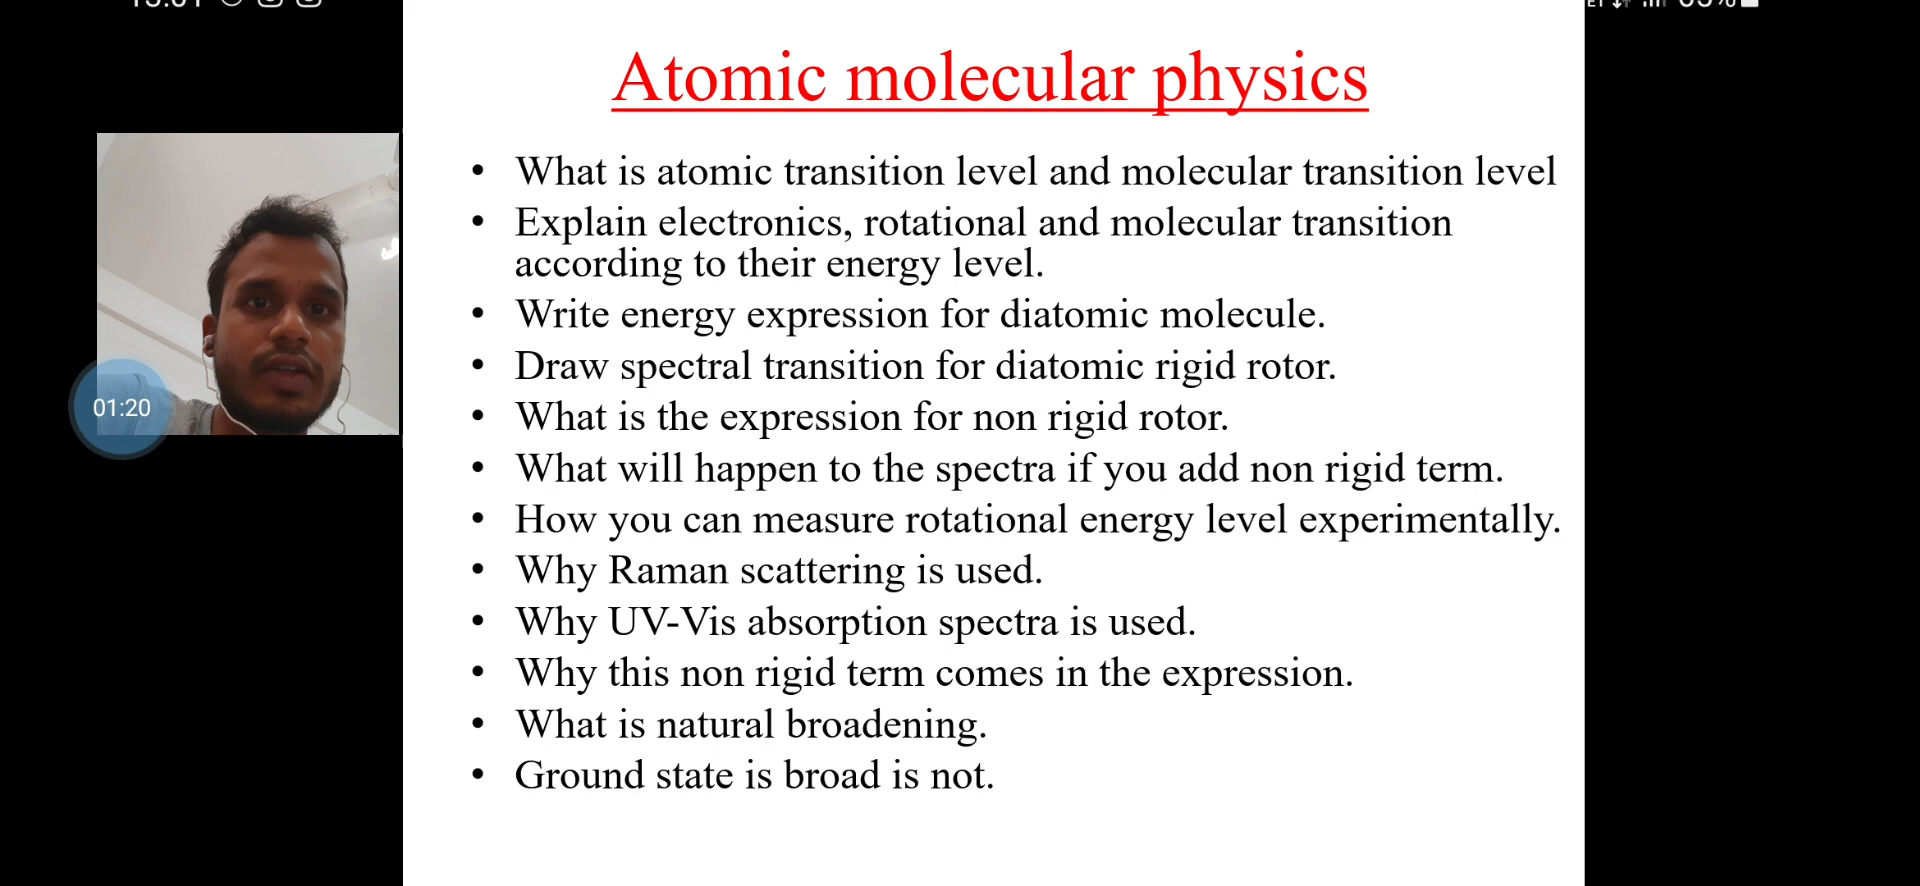 Atomic molecular physics
• What is atomic transition level and molecular transition level
• Explain electronics, rotational and molecular transition
according to their energy level.
• Write energy expression for diatomic molecule.
• Draw spectral transition for diatomic rigid rotor.
• What is the expression for non rigid rotor.
• What will happen to the spectra if you add non rigid term.
• How you can measure rotational energy level experimentally.
• Why Raman scattering is used.
• Why UV-Vis absorption spectra is used.
• Why this non rigid term comes in the expression.
• What is natural broadening.
• Ground state is broad is not.
01:20